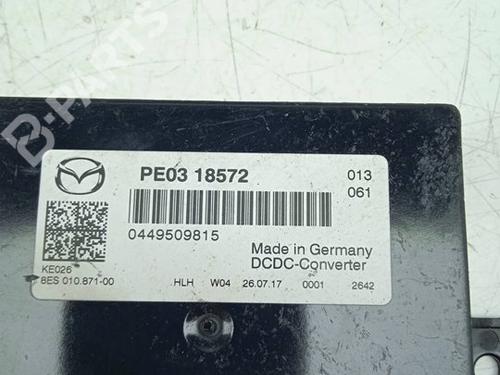 B-PARTS
PE03 18572
013
061
0449509815
Made in Germany
DCDC-Converter
KE026
8ES 010.871-00 HLH W04 26.07.17 0001 2642